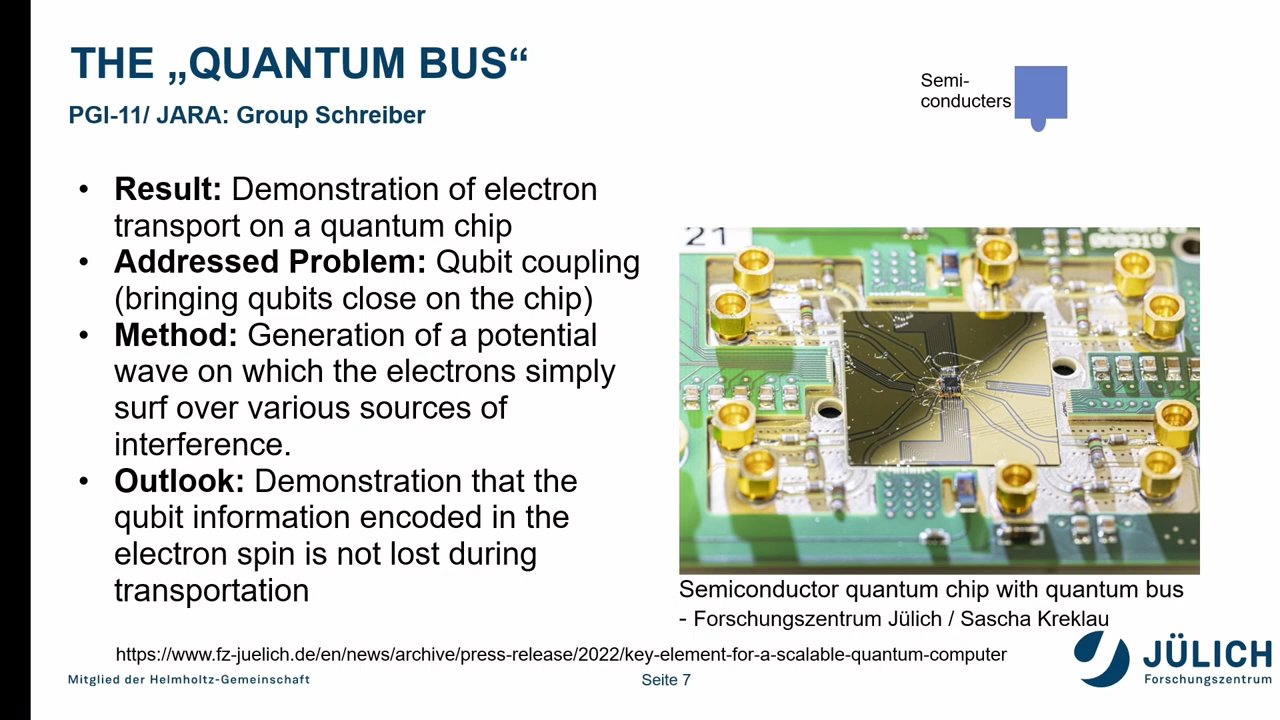 THE „QUANTUM BUS“
PGI-11/ JARA: Group Schreiber
Semi-
conducters
• Result: Demonstration of electron
transport on a quantum chip
• Addressed Problem: Qubit coupling
(bringing qubits close on the chip)
• Method: Generation of a potential
wave on which the electrons simply
surf over various sources of
interference.
• Outlook: Demonstration that the
qubit information encoded in the
electron spin is not lost during
transportation
21
Semiconductor quantum chip with quantum bus
- Forschungszentrum Jülich / Sascha Kreklau
https://www.fz-juelich.de/en/news/archive/press-release/2022/key-element-for-a-scalable-quantum-computer
Mitglied der Helmholtz-Gemeinschaft
Seite 7
JÜLICH
Forschungszentrum